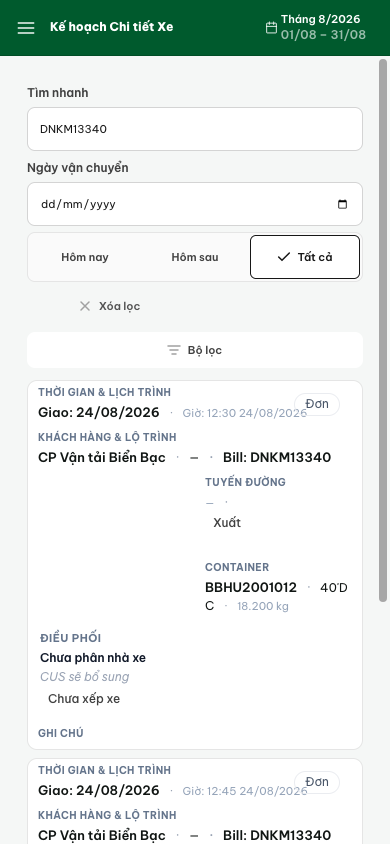 Kế hoạch Chi tiết Xe
Tháng 8/2026
01/08 – 31/08
Tìm nhanh
DNKM13340
Ngày vận chuyển
dd/mm/yyyy
Hôm nay
Hôm sau
Tất cả
Xóa lọc
Bộ lọc
THỜI GIAN & LỊCH TRÌNH
Đơn
Giao: 24/08/2026 · Giờ: 12:30 24/08/2026
KHÁCH HÀNG & LỘ TRÌNH
CP Vận tải Biển Bạc · — · Bill: DNKM13340
TUYẾN ĐƯỜNG
— ·
Xuất
CONTAINER
BBHU2001012 · 40'D
C · 18.200 kg
ĐIỀU PHỐI
Chưa phân nhà xe
CUS sẽ bổ sung
Chưa xếp xe
GHI CHÚ
THỜI GIAN & LỊCH TRÌNH
Đơn
Giao: 24/08/2026 · Giờ: 12:45 24/08/2026
KHÁCH HÀNG & LỘ TRÌNH
CP Vận tải Biển Bạc · — · Bill: DNKM13340